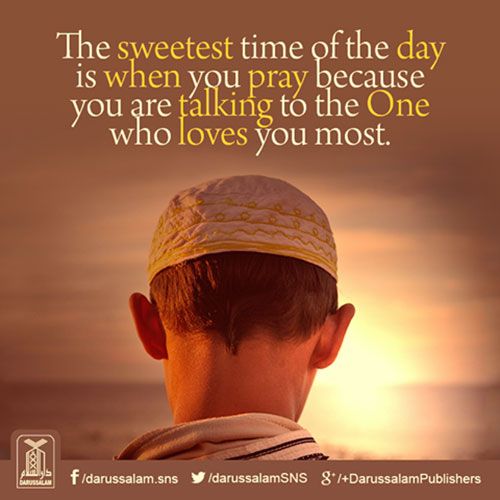 The sweetest time of the day
is when you pray because
you are talking to the One
who loves you most.
دارالسلام
DARUSSALAM
f /darussalam.sns /darussalamSNS g+ /+DarussalamPublishers